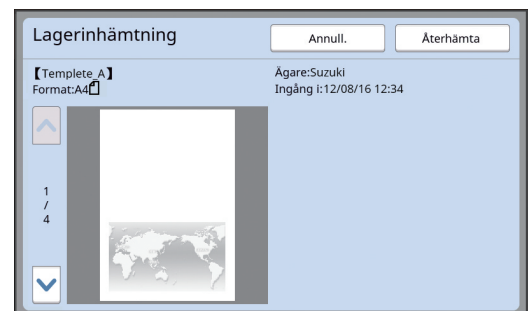 Lagerinhämtning
Annull.
Återhämta
【Templete_A】
Format:A4
Ägare:Suzuki
Ingång i:12/08/16 12:34
1
/
4